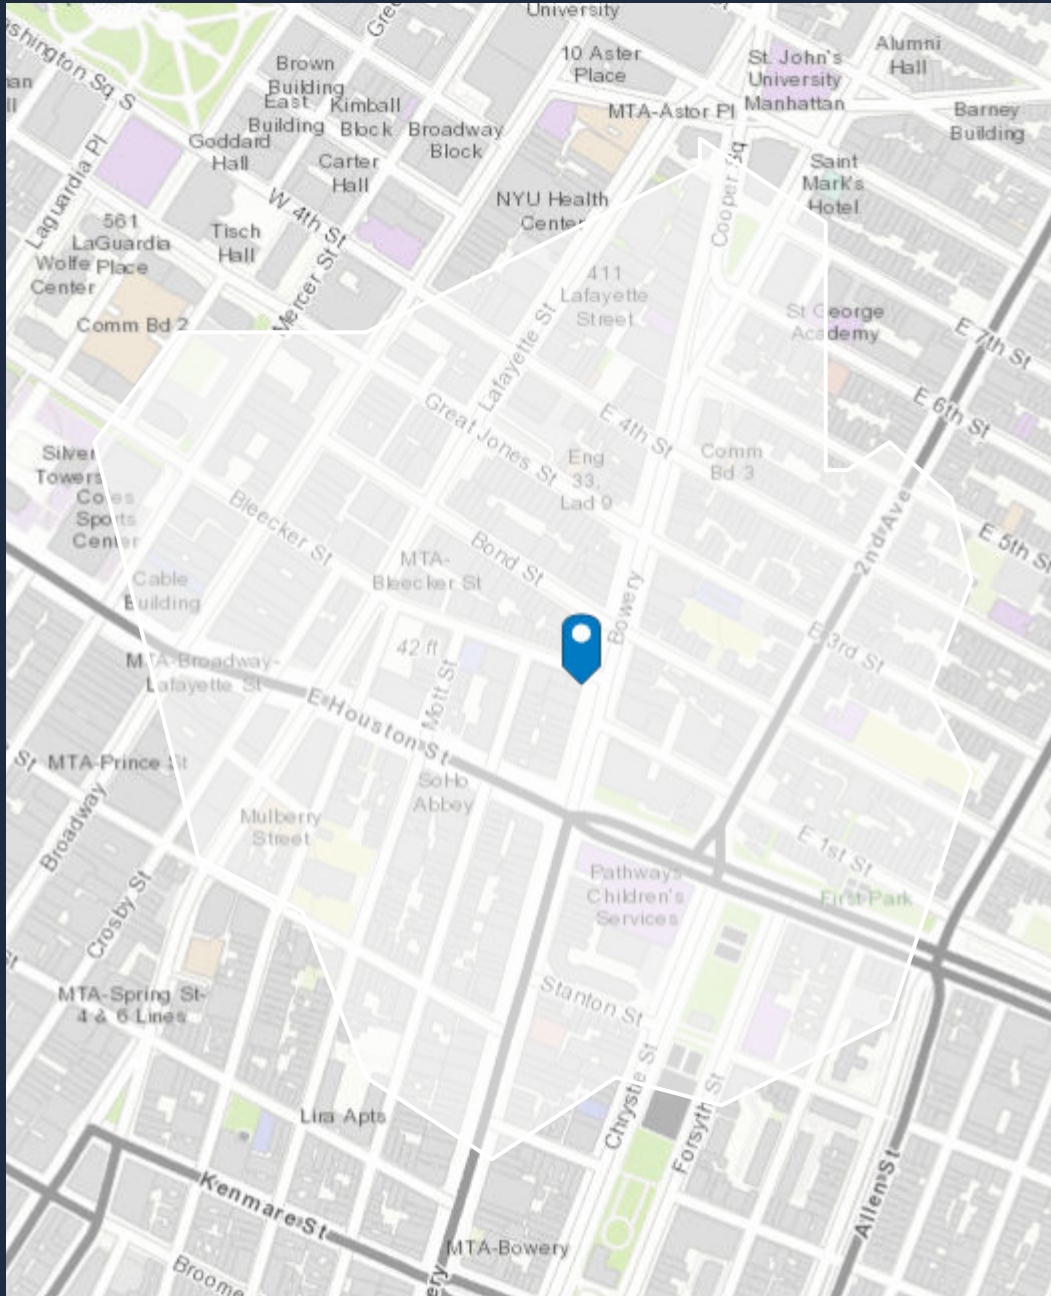 University
Gree
10 Aster
Place
St. John's
University
Manhattan
Alumni
Hall
ashington Sq S
Brown
Building
East
Building
Kimball
Block
Broadway
Block
MTA-Astor Pl
Barney
Building
Goddard
Hall
Carter
Hall
Laguardia Pl
W 4th St
NYU Health
Center
Cooper Sq
Saint
Mark's
Hotel
561
LaGuardia
Place
Wolfe
Center
Tisch
Hall
Mercer St
411
Lafayette
Street
Lafayette St
St George
Academy
Comm Bd 2
E 7th St
E 6th St
Great Jones St
E 4th St
Comm
Bd 3
Eng
33,
Lad 9
Silver
Towers
Coles
Sports
Center
Bleecker St
Bond St
2nd Ave
E 5th St
MTA-
Bleecker St
Cable
Building
Bowery
E 3rd St
42 ft
MTA-Broadway-
Lafayette St
Mott St
E Houston St
MTA-Prince St
St
SoHo
Abbey
Mulberry
Street
Broadway
E 1st St
Pathways
Children's
Services
First Park
Crosby St
St
MTA-Spring St-
4 & 6 Lines
Stanton St
Chrystie St
Forsyth St
Lira Apts
Kenmare St
Allen St
MTA-Bowery
Broome
ery